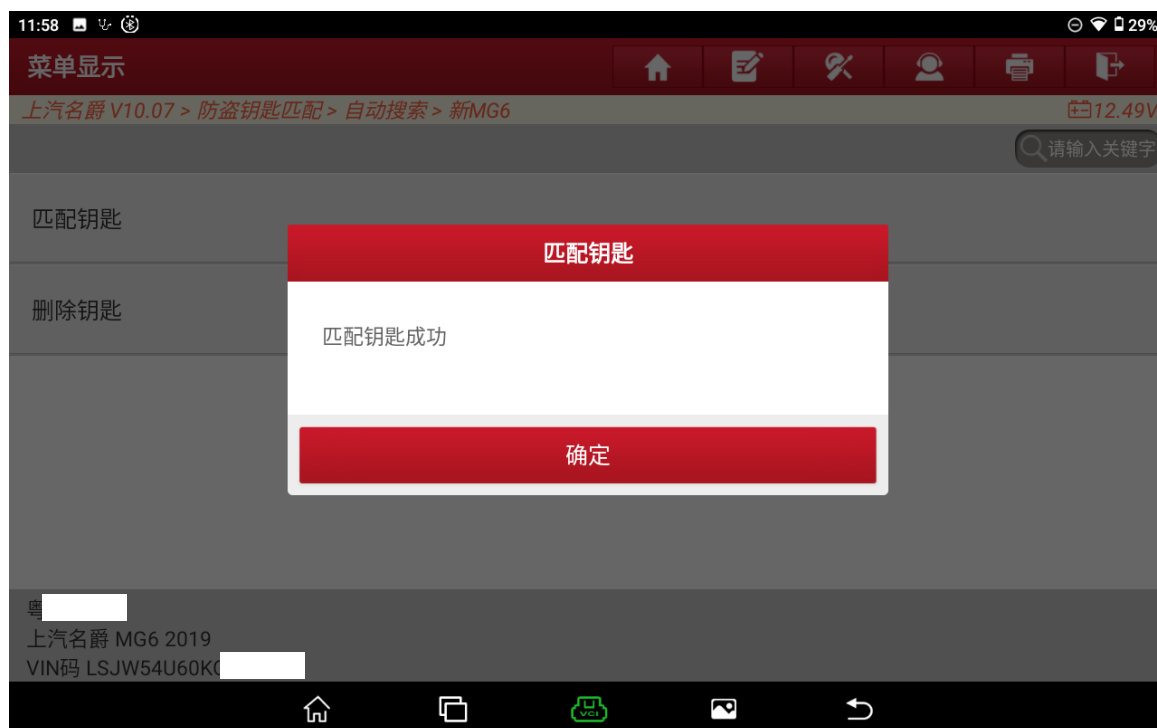 11:58
29%
菜单显示
上汽名爵 V10.07 > 防盗钥匙匹配 > 自动搜索 > 新MG6
12.49V
请输入关键字
匹配钥匙
删除钥匙
匹配钥匙
匹配钥匙成功
确定
粤
上汽名爵 MG6 2019
VIN码 LSJW54U60K
VCI